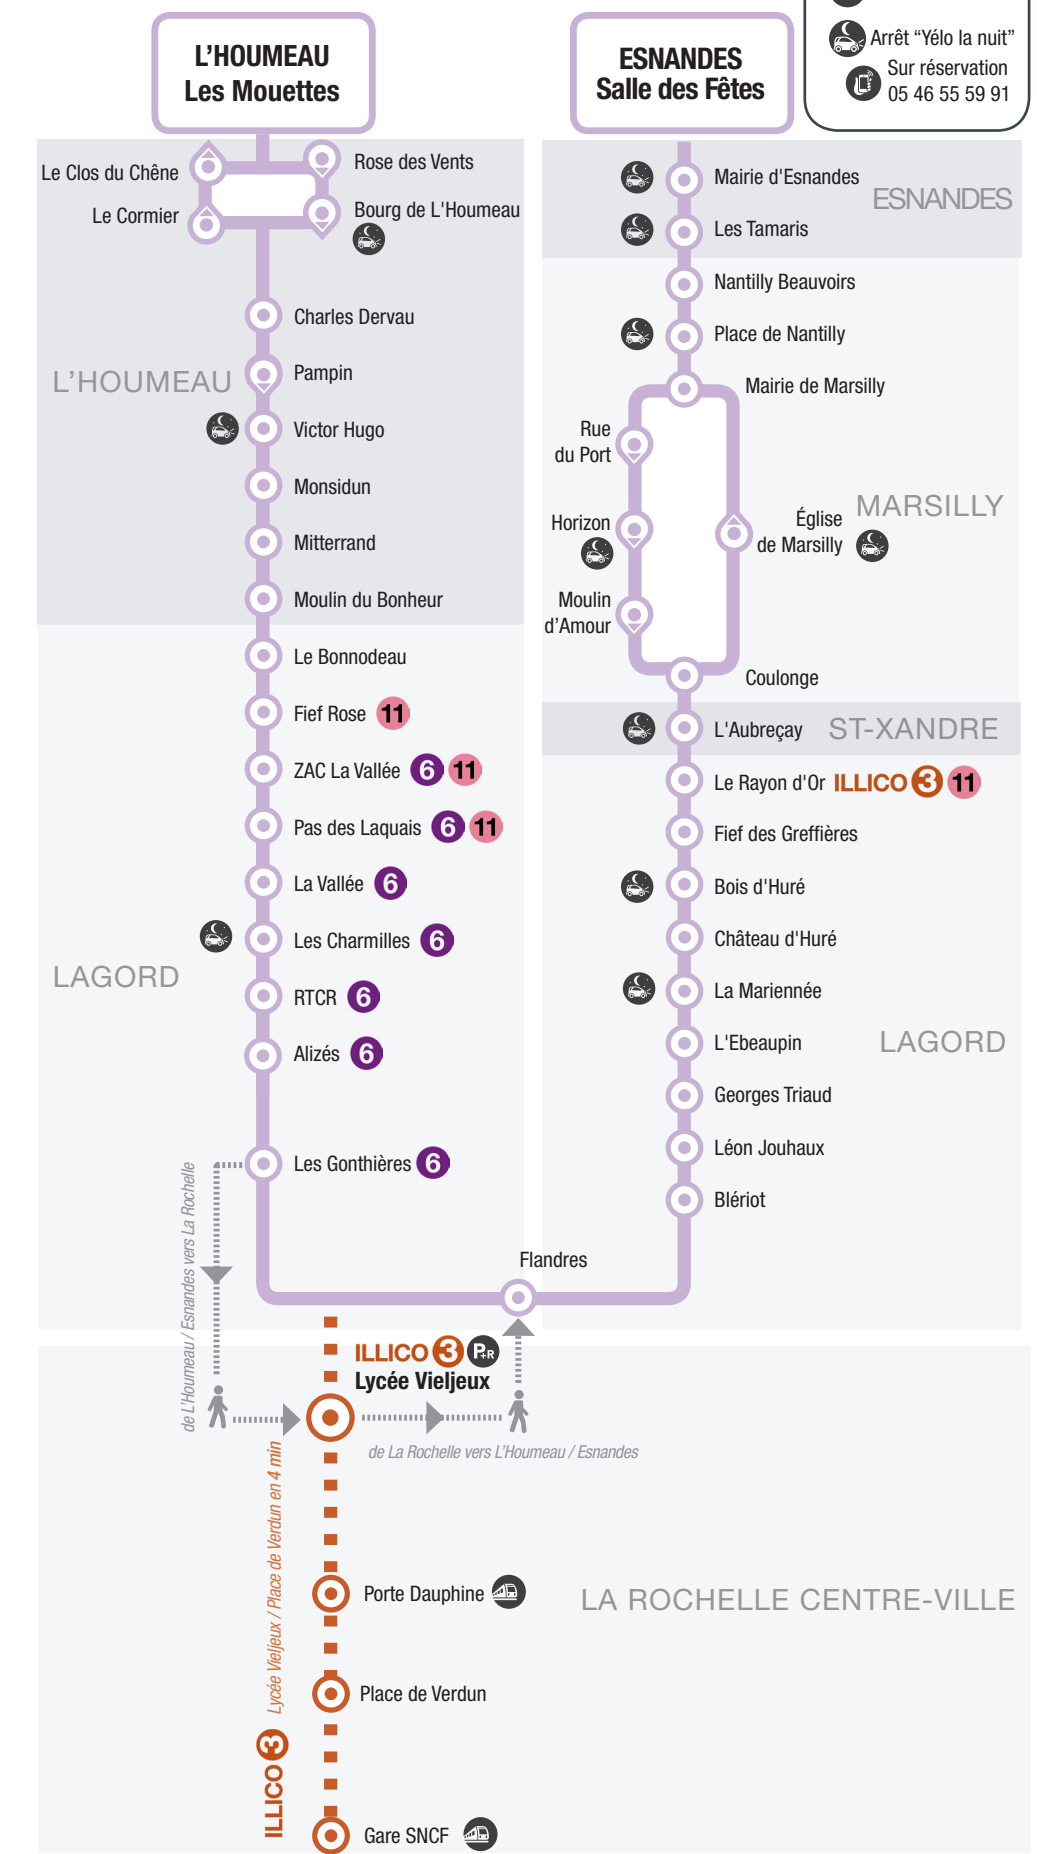 L'HOUMEAU
Les Mouettes
ESNANDES
Salle des Fêtes
Arrêt “Yélo la nuit”
Sur réservation
05 46 55 59 91
Le Clos du Chêne
Rose des Vents
Le Cormier
Bourg de L'Houmeau
Charles Dervau
L'HOUMEAU
Pampin
Victor Hugo
Monsidun
Mitterrand
Moulin du Bonheur
Le Bonnodeau
Fief Rose 11
ZAC La Vallée 6 11
Pas des Laquais 6 11
La Vallée 6
Les Charmilles 6
LAGORD
RTCR 6
Alizés 6
Les Gonthières 6
Mairie d'Esnandes
ESNANDES
Les Tamaris
Nantilly Beauvoirs
Place de Nantilly
Mairie de Marsilly
Rue
du Port
MARSILLY
Horizon
Église
de Marsilly
Moulin
d'Amour
Coulonge
L'Aubreçay
ST-XANDRE
Le Rayon d'Or ILLICO 3 11
Fief des Greffières
Bois d'Huré
Château d'Huré
La Mariennée
L'Ebeaupin
LAGORD
Georges Triaud
Léon Jouhaux
Blériot
Flandres
de L'Houmeau / Esnandes vers La Rochelle
ILLICO 3 P+R
Lycée Vieljeux
de La Rochelle vers L'Houmeau / Esnandes
ILLICO 3 Lycée Vieljeux / Place de Verdun en 4 min
Porte Dauphine
LA ROCHELLE CENTRE-VILLE
Place de Verdun
Gare SNCF